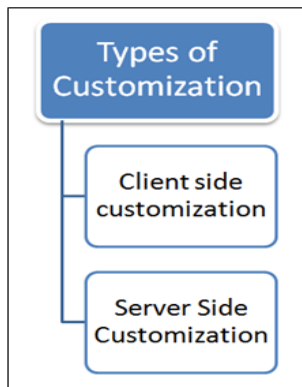 Types of
Customization
Client side
customization
Server Side
Customization